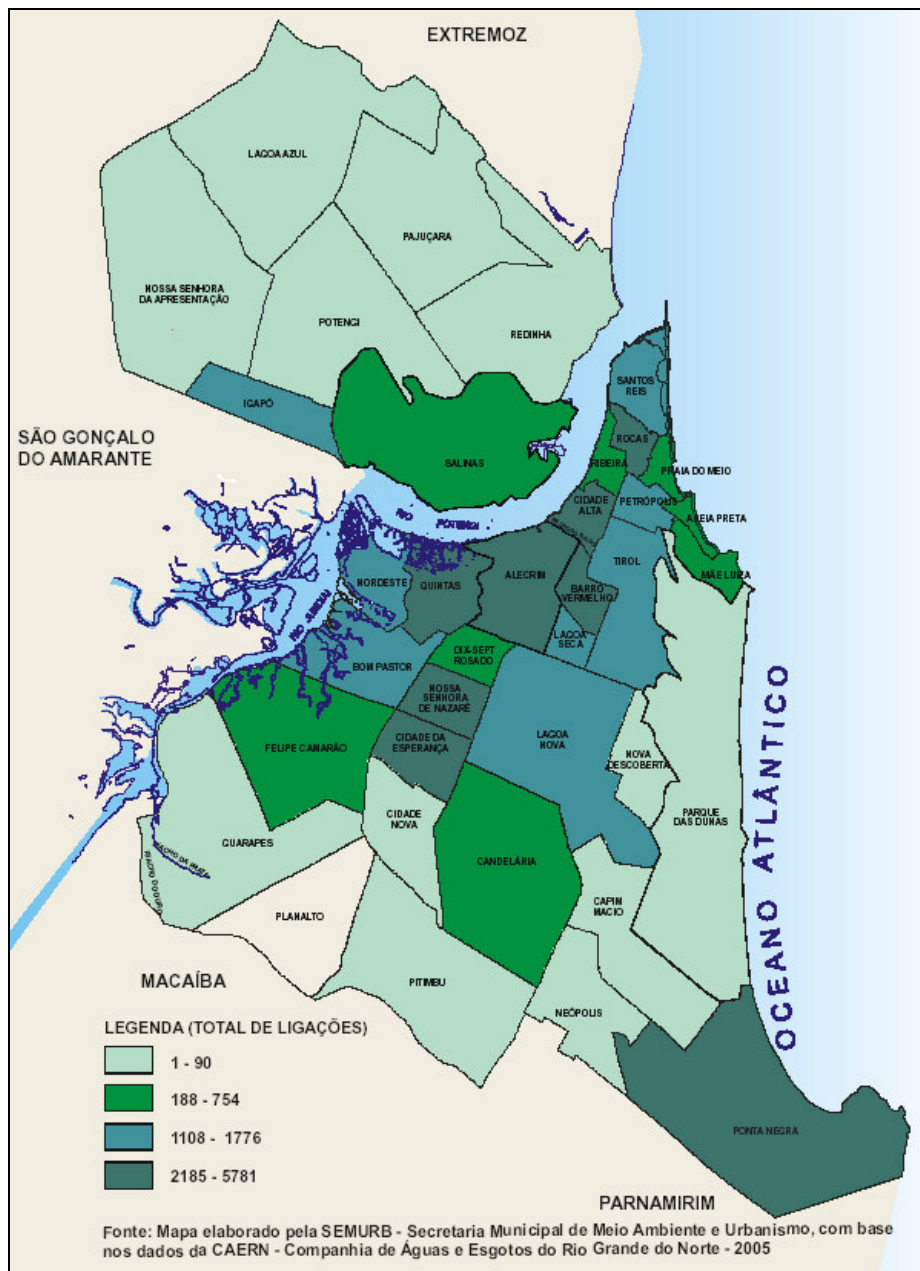 EXTREMOZ
LAGOA AZUL
PAJUÇARA
NOSSA SENHORA
DA APRESENTAÇÃO
POTENGI
REDINHA
IGAPÓ
SANTOS
REIS
SÃO GONÇALO
DO AMARANTE
SALINAS
ROCAS
RIBEIRA
PRAIA DO MEIO
CIDADE
ALTA
PETRÓPOLIS
AREIA PRETA
RIO POTENGI
NORDESTE
QUINTAS
ALECRIM
BARRO
VERMELHO
TIROL
MÃE LUIZA
RIO JUNDIAÍ
LAGOA
SECA
BOM PASTOR
DIX-SEPT
ROSADO
NOSSA
SENHORA
DE NAZARÉ
FELIPE CAMARÃO
CIDADE DA
ESPERANÇA
LAGOA
NOVA
NOVA
DESCOBERTA
PARQUE
DAS DUNAS
OCEANO ATLÂNTICO
GUARAPES
CIDADE
NOVA
CANDELÁRIA
CAPIM
MACIO
PLANALTO
MACAÍBA
PITIMBU
NEÓPOLIS
PONTA NEGRA
LEGENDA (TOTAL DE LIGAÇÕES)
1 - 90
188 - 754
1108 - 1776
2185 - 5781
PARNAMIRIM
Fonte: Mapa elaborado pela SEMURB - Secretaria Municipal de Meio Ambiente e Urbanismo, com base
nos dados da CAERN - Companhia de Águas e Esgotos do Rio Grande do Norte - 2005